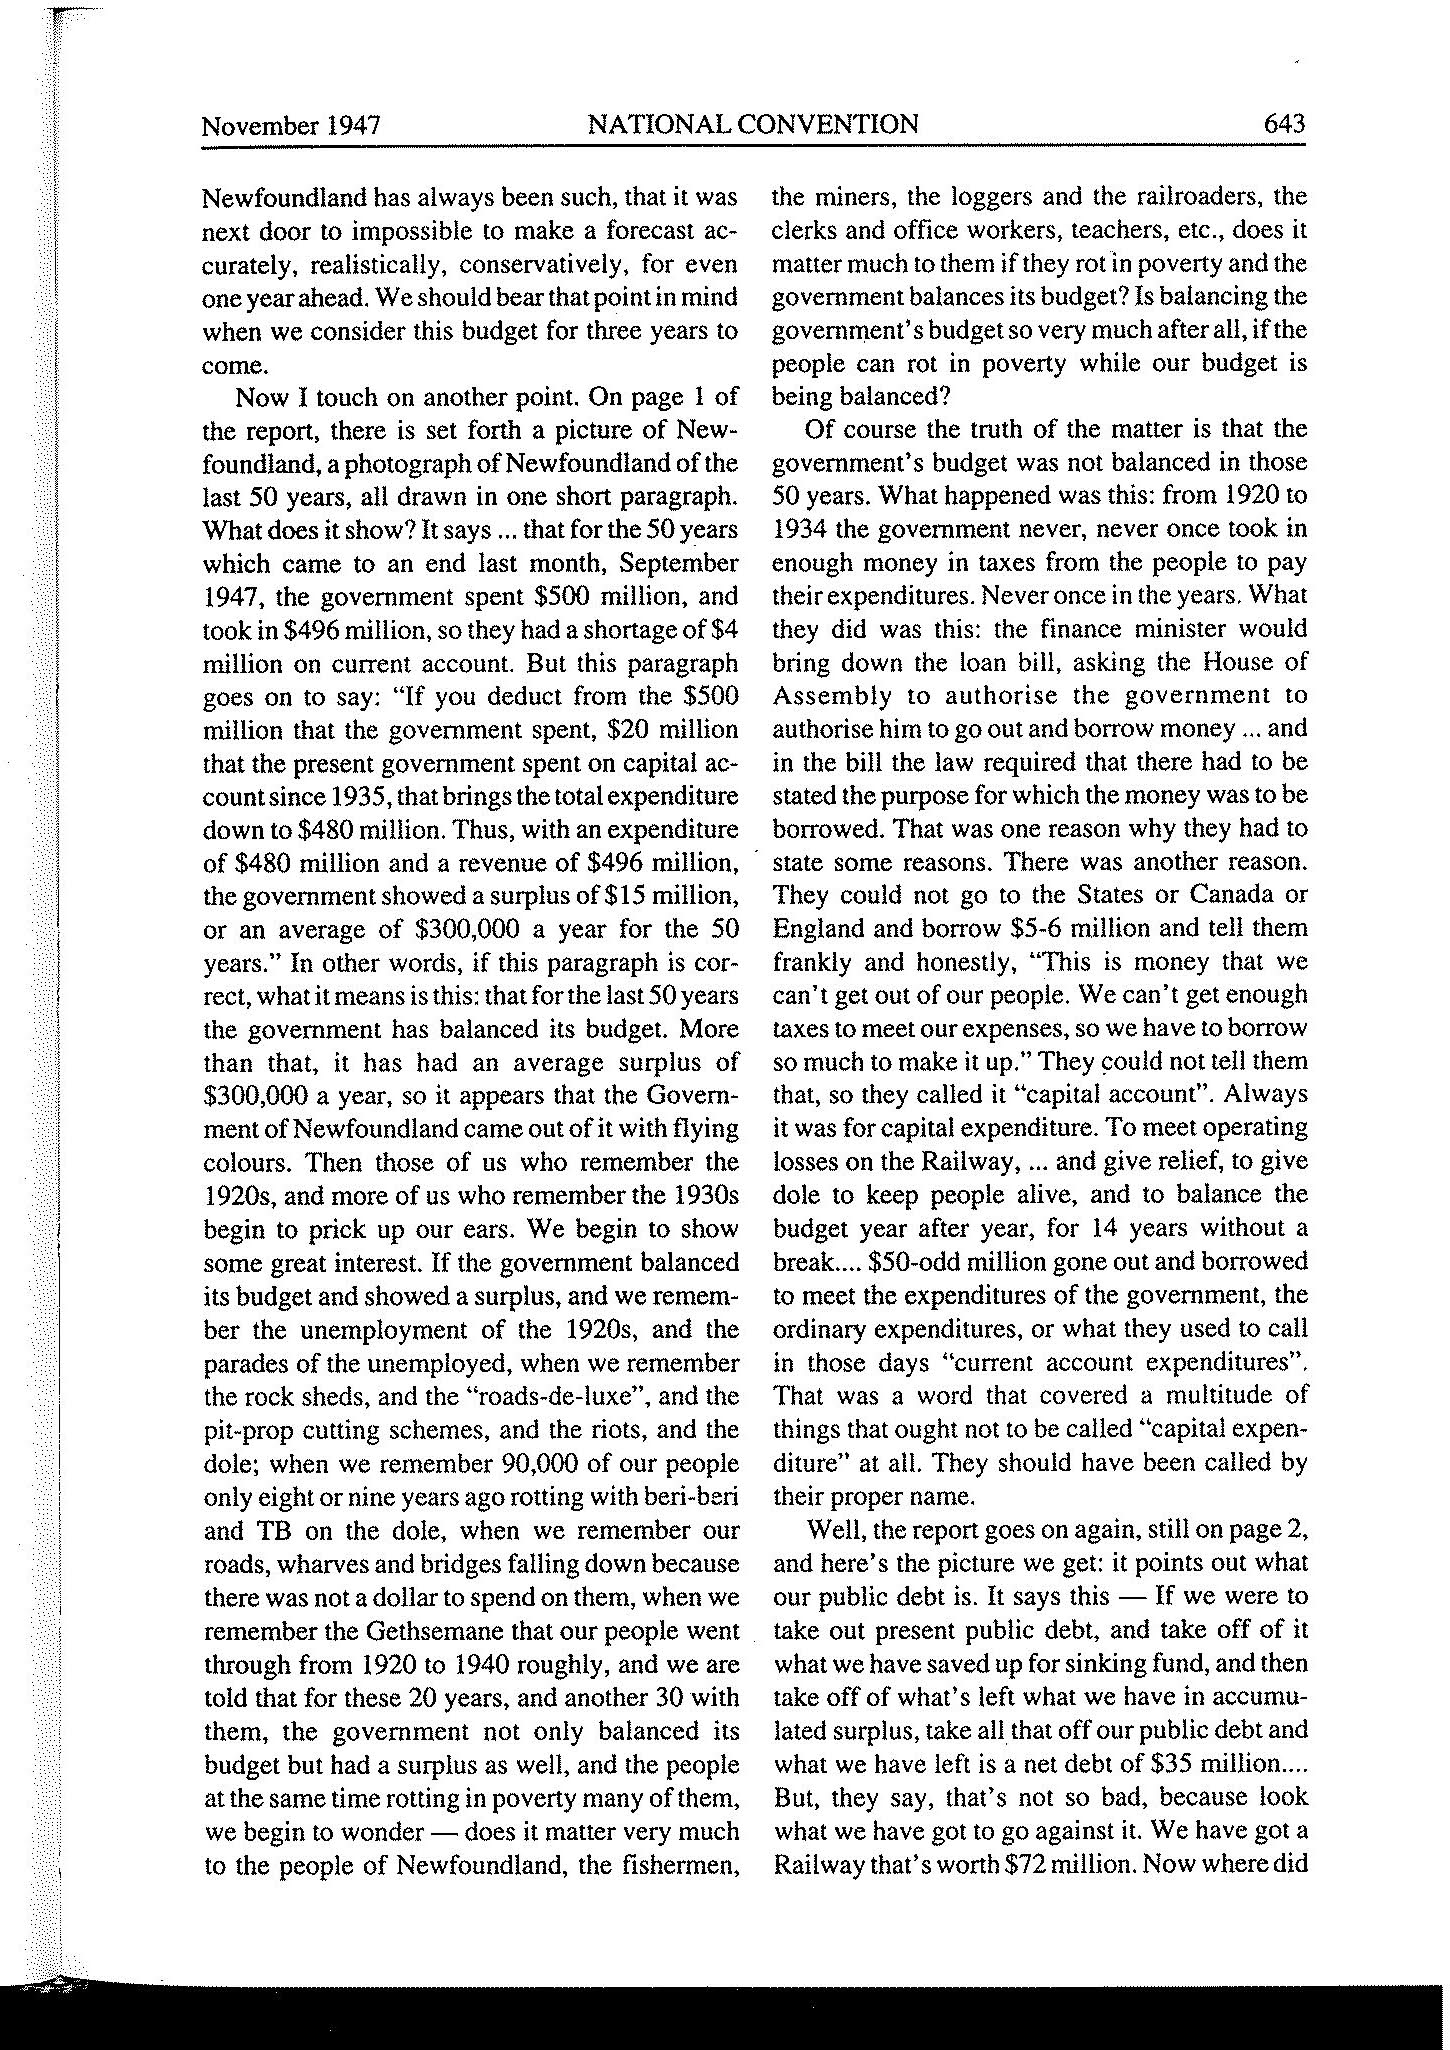 November 1947
NATIONAL CONVENTION
643
Newfoundland has always been such, that it was
next door to impossible to make a forecast ac-
curately, realistically, conservatively, for even
one year ahead. We should bear that point in mind
when we consider this budget for three years to
come.
Now I touch on another point. On page 1 of
the report, there is set forth a picture of New-
foundland, a photograph of Newfoundland of the
last 50 years, all drawn in one short paragraph.
What does it show? It says ... that for the 50 years
which came to an end last month, September
1947, the government spent $500 million, and
took in $496 million, so they had a shortage of $4
million on current account. But this paragraph
goes on to say: "If you deduct from the $500
million that the government spent, $20 million
that the present government spent on capital ac-
count since 1935, that brings the total expenditure
down to $480 million. Thus, with an expenditure
of $480 million and a revenue of $496 million,
the government showed a surplus of $15 million,
or an average of $300,000 a year for the 50
years." In other words, if this paragraph is cor-
rect, what it means is this: that for the last 50 years
the government has balanced its budget. More
than that, it has had an average surplus of
$300,000 a year, so it appears that the Govern-
ment of Newfoundland came out of it with flying
colours. Then those of us who remember the
1920s, and more of us who remember the 1930s
begin to prick up our ears. We begin to show
some great interest. If the government balanced
its budget and showed a surplus, and we remem-
ber the unemployment of the 1920s, and the
parades of the unemployed, when we remember
the rock sheds, and the "roads-de-luxe", and the
pit-prop cutting schemes, and the riots, and the
dole; when we remember 90,000 of our people
only eight or nine years ago rotting with beri-beri
and TB on the dole, when we remember our
roads, wharves and bridges falling down because
there was not a dollar to spend on them, when we
remember the Gethsemane that our people went
through from 1920 to 1940 roughly, and we are
told that for these 20 years, and another 30 with
them, the government not only balanced its
budget but had a surplus as well, and the people
at the same time rotting in poverty many of them,
we begin to wonder — does it matter very much
to the people of Newfoundland, the fishermen,
the miners, the loggers and the railroaders, the
clerks and office workers, teachers, etc., does it
matter much to them if they rot in poverty and the
government balances its budget? Is balancing the
government's budget so very much after all, if the
people can rot in poverty while our budget is
being balanced?
Of course the truth of the matter is that the
government's budget was not balanced in those
50 years. What happened was this: from 1920 to
1934 the government never, never once took in
enough money in taxes from the people to pay
their expenditures. Never once in the years. What
they did was this: the finance minister would
bring down the loan bill, asking the House of
Assembly to authorise the government to
authorise him to go out and borrow money ... and
in the bill the law required that there had to be
stated the purpose for which the money was to be
borrowed. That was one reason why they had to
state some reasons. There was another reason.
They could not go to the States or Canada or
England and borrow $5-6 million and tell them
frankly and honestly, "This is money that we
can't get out of our people. We can't get enough
taxes to meet our expenses, so we have to borrow
so much to make it up." They could not tell them
that, so they called it "capital account". Always
it was for capital expenditure. To meet operating
losses on the Railway, ... and give relief, to give
dole to keep people alive, and to balance the
budget year after year, for 14 years without a
break.... $50-odd million gone out and borrowed
to meet the expenditures of the government, the
ordinary expenditures, or what they used to call
in those days "current account expenditures".
That was a word that covered a multitude of
things that ought not to be called "capital expen-
diture" at all. They should have been called by
their proper name.
Well, the report goes on again, still on page 2,
and here's the picture we get: it points out what
our public debt is. It says this — If we were to
take out present public debt, and take off of it
what we have saved up for sinking fund, and then
take off of what's left what we have in accumu-
lated surplus, take all that off our public debt and
what we have left is a net debt of $35 million....
But, they say, that's not so bad, because look
what we have got to go against it. We have got a
Railway that's worth $72 million. Now where did